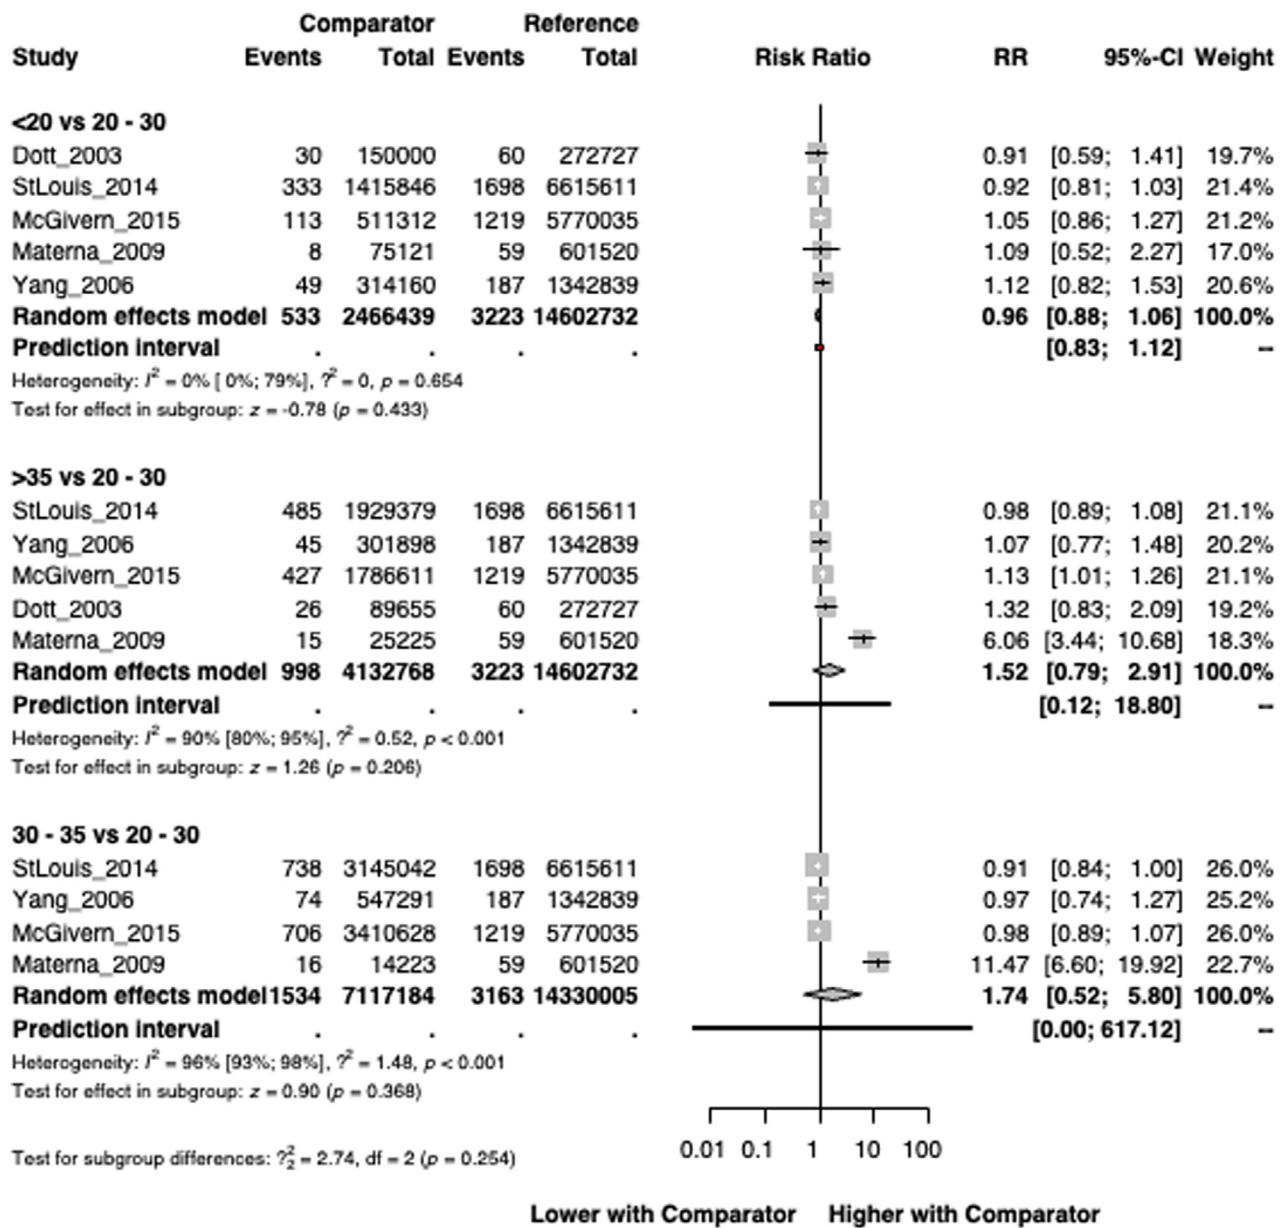 Comparator Reference
Study Events Total Events Total Risk Ratio RR 95%-CI Weight
<20 vs 20 - 30
Dott_2003 30 150000 60 272727 0.91 [0.59; 1.41] 19.7%
StLouis_2014 333 1415846 1698 6615611 0.92 [0.81; 1.03] 21.4%
McGivern_2015 113 511312 1219 5770035 1.05 [0.86; 1.27] 21.2%
Materna_2009 8 75121 59 601520 1.09 [0.52; 2.27] 17.0%
Yang_2006 49 314160 187 1342839 1.12 [0.82; 1.53] 20.6%
Random effects model 533 2466439 3223 14602732 0.96 [0.88; 1.06] 100.0%
Prediction interval . . . . [0.83; 1.12] --
Heterogeneity: I² = 0% [ 0%; 79%], ?² = 0, p = 0.654
Test for effect in subgroup: z = -0.78 (p = 0.433)
>35 vs 20 - 30
StLouis_2014 485 1929379 1698 6615611 0.98 [0.89; 1.08] 21.1%
Yang_2006 45 301898 187 1342839 1.07 [0.77; 1.48] 20.2%
McGivern_2015 427 1786611 1219 5770035 1.13 [1.01; 1.26] 21.1%
Dott_2003 26 89655 60 272727 1.32 [0.83; 2.09] 19.2%
Materna_2009 15 25225 59 601520 6.06 [3.44; 10.68] 18.3%
Random effects model 998 4132768 3223 14602732 1.52 [0.79; 2.91] 100.0%
Prediction interval . . . . [0.12; 18.80] --
Heterogeneity: I² = 90% [80%; 95%], ?² = 0.52, p < 0.001
Test for effect in subgroup: z = 1.26 (p = 0.206)
30 - 35 vs 20 - 30
StLouis_2014 738 3145042 1698 6615611 0.91 [0.84; 1.00] 26.0%
Yang_2006 74 547291 187 1342839 0.97 [0.74; 1.27] 25.2%
McGivern_2015 706 3410628 1219 5770035 0.98 [0.89; 1.07] 26.0%
Materna_2009 16 14223 59 601520 11.47 [6.60; 19.92] 22.7%
Random effects model 1534 7117184 3163 14330005 1.74 [0.52; 5.80] 100.0%
Prediction interval . . . . [0.00; 617.12] --
Heterogeneity: I² = 96% [93%; 98%], ?² = 1.48, p < 0.001
Test for effect in subgroup: z = 0.90 (p = 0.368)
0.01 0.1 1 10 100
Test for subgroup differences: ?²₂ = 2.74, df = 2 (p = 0.254)
Lower with Comparator Higher with Comparator